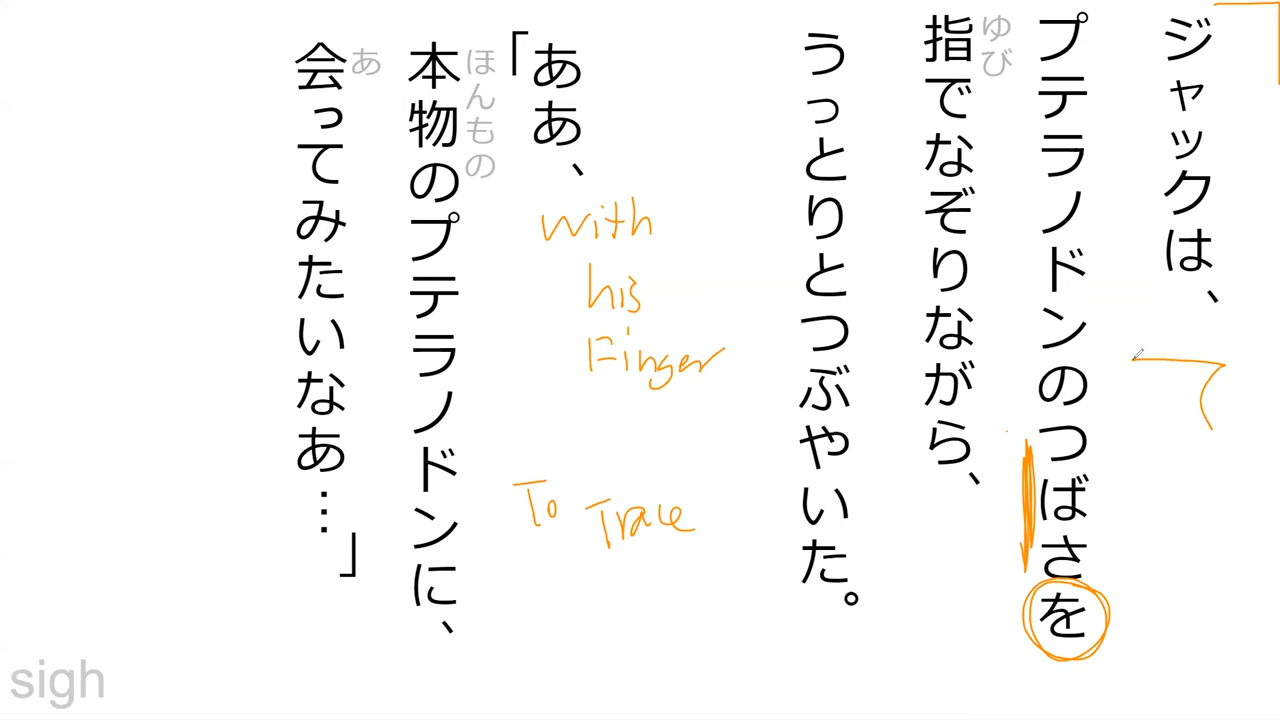 ジャックは、
プテラノドンのつばさを
指でなぞりながら、
ゆび
うっとりとつぶやいた。
「ああ、
本物のプテラノドンに、
ほんもの
会ってみたいなあ…」
あ
with
his
Finger
To Trace
sigh